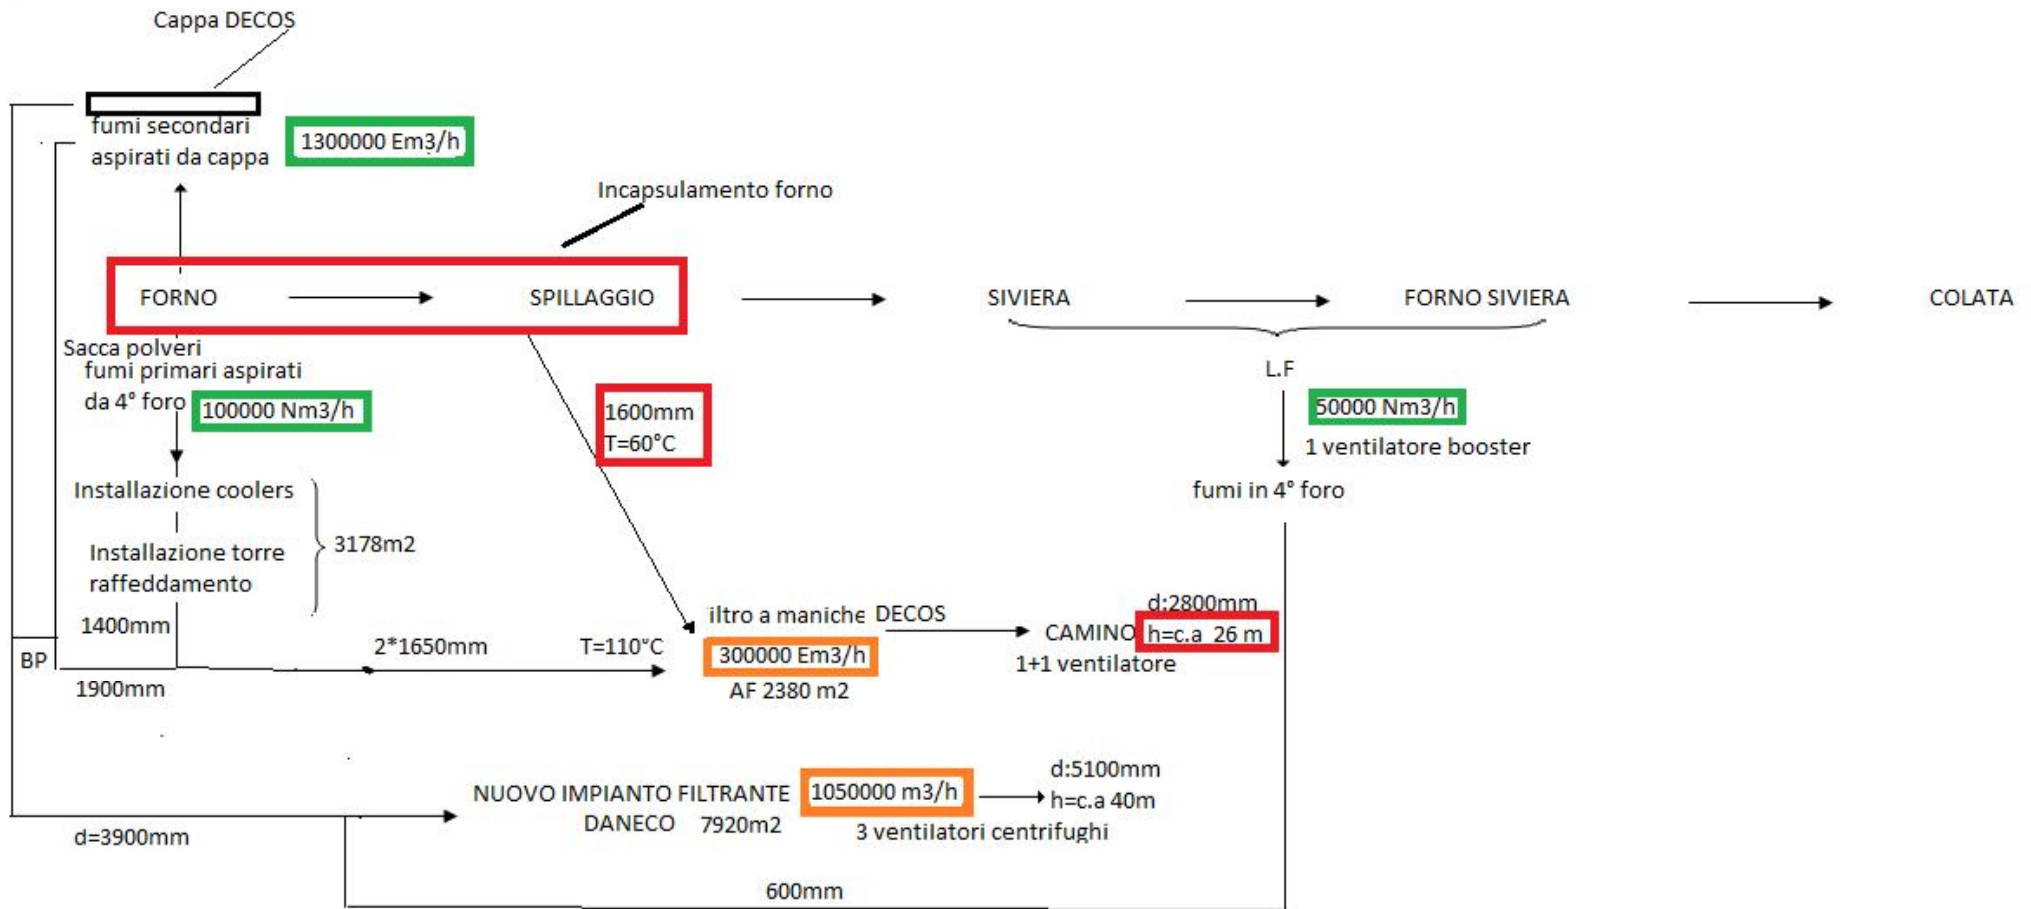 Cappa DECOS
fumi secondari
aspirati da cappa
1300000 Em3/h
Incapsulamento forno
FORNO
SPILLAGGIO
SIVIERA
FORNO SIVIERA
COLATA
Sacca polveri
fumi primari aspirati
da 4° foro
100000 Nm3/h
1600mm
T=60°C
L.F
50000 Nm3/h
1 ventilatore booster
fumi in 4° foro
Installazione coolers
Installazione torre
raffeddamento
3178m2
1400mm
2*1650mm
T=110°C
iltro a maniche DECOS
300000 Em3/h
AF 2380 m2
CAMINO
d:2800mm
h=c.a 26 m
1+1 ventilatore
BP
1900mm
NUOVO IMPIANTO FILTRANTE
DANECO 7920m2
1050000 m3/h
d:5100mm
h=c.a 40m
3 ventilatori centrifughi
d=3900mm
600mm